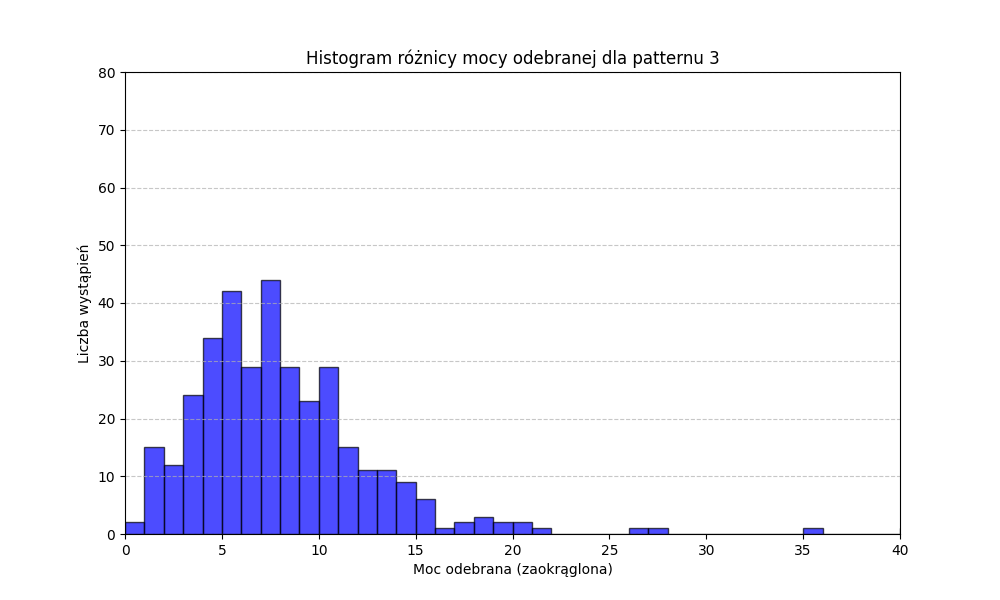 Histogram różnicy mocy odebranej dla patternu 3
80
70
60
50
40
30
20
10
0
Liczba wystąpień
0 5 10 15 20 25 30 35 40
Moc odebrana (zaokrąglona)